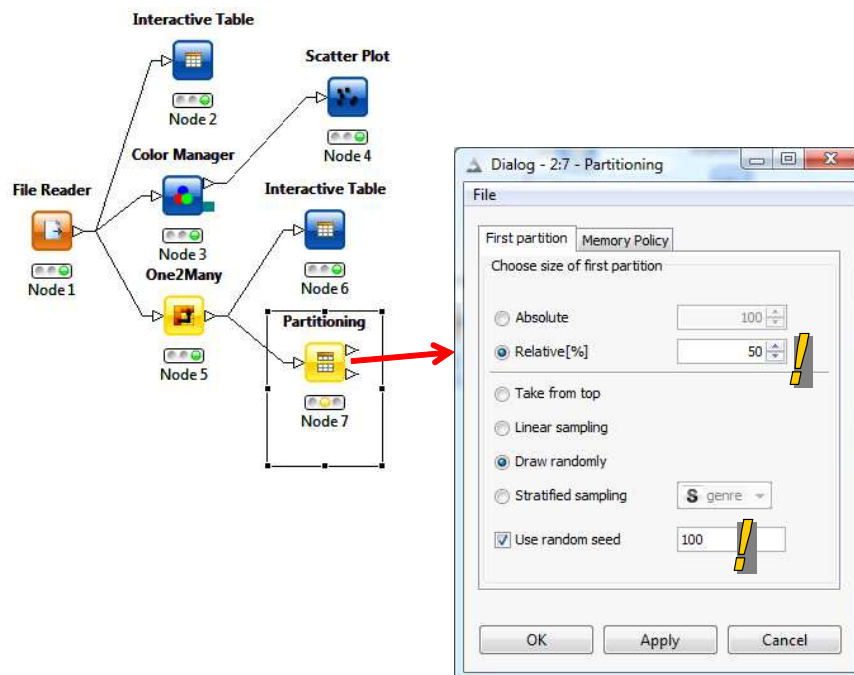 Interactive Table
Node 2
Scatter Plot
Node 4
Color Manager
Node 3
File Reader
Node 1
One2Many
Node 5
Interactive Table
Node 6
Partitioning
Node 7
Dialog - 2:7 - Partitioning
File
First partition
Memory Policy
Choose size of first partition
Absolute
100
Relative[%]
50
!
Take from top
Linear sampling
Draw randomly
Stratified sampling
S genre
Use random seed
100
!
OK
Apply
Cancel